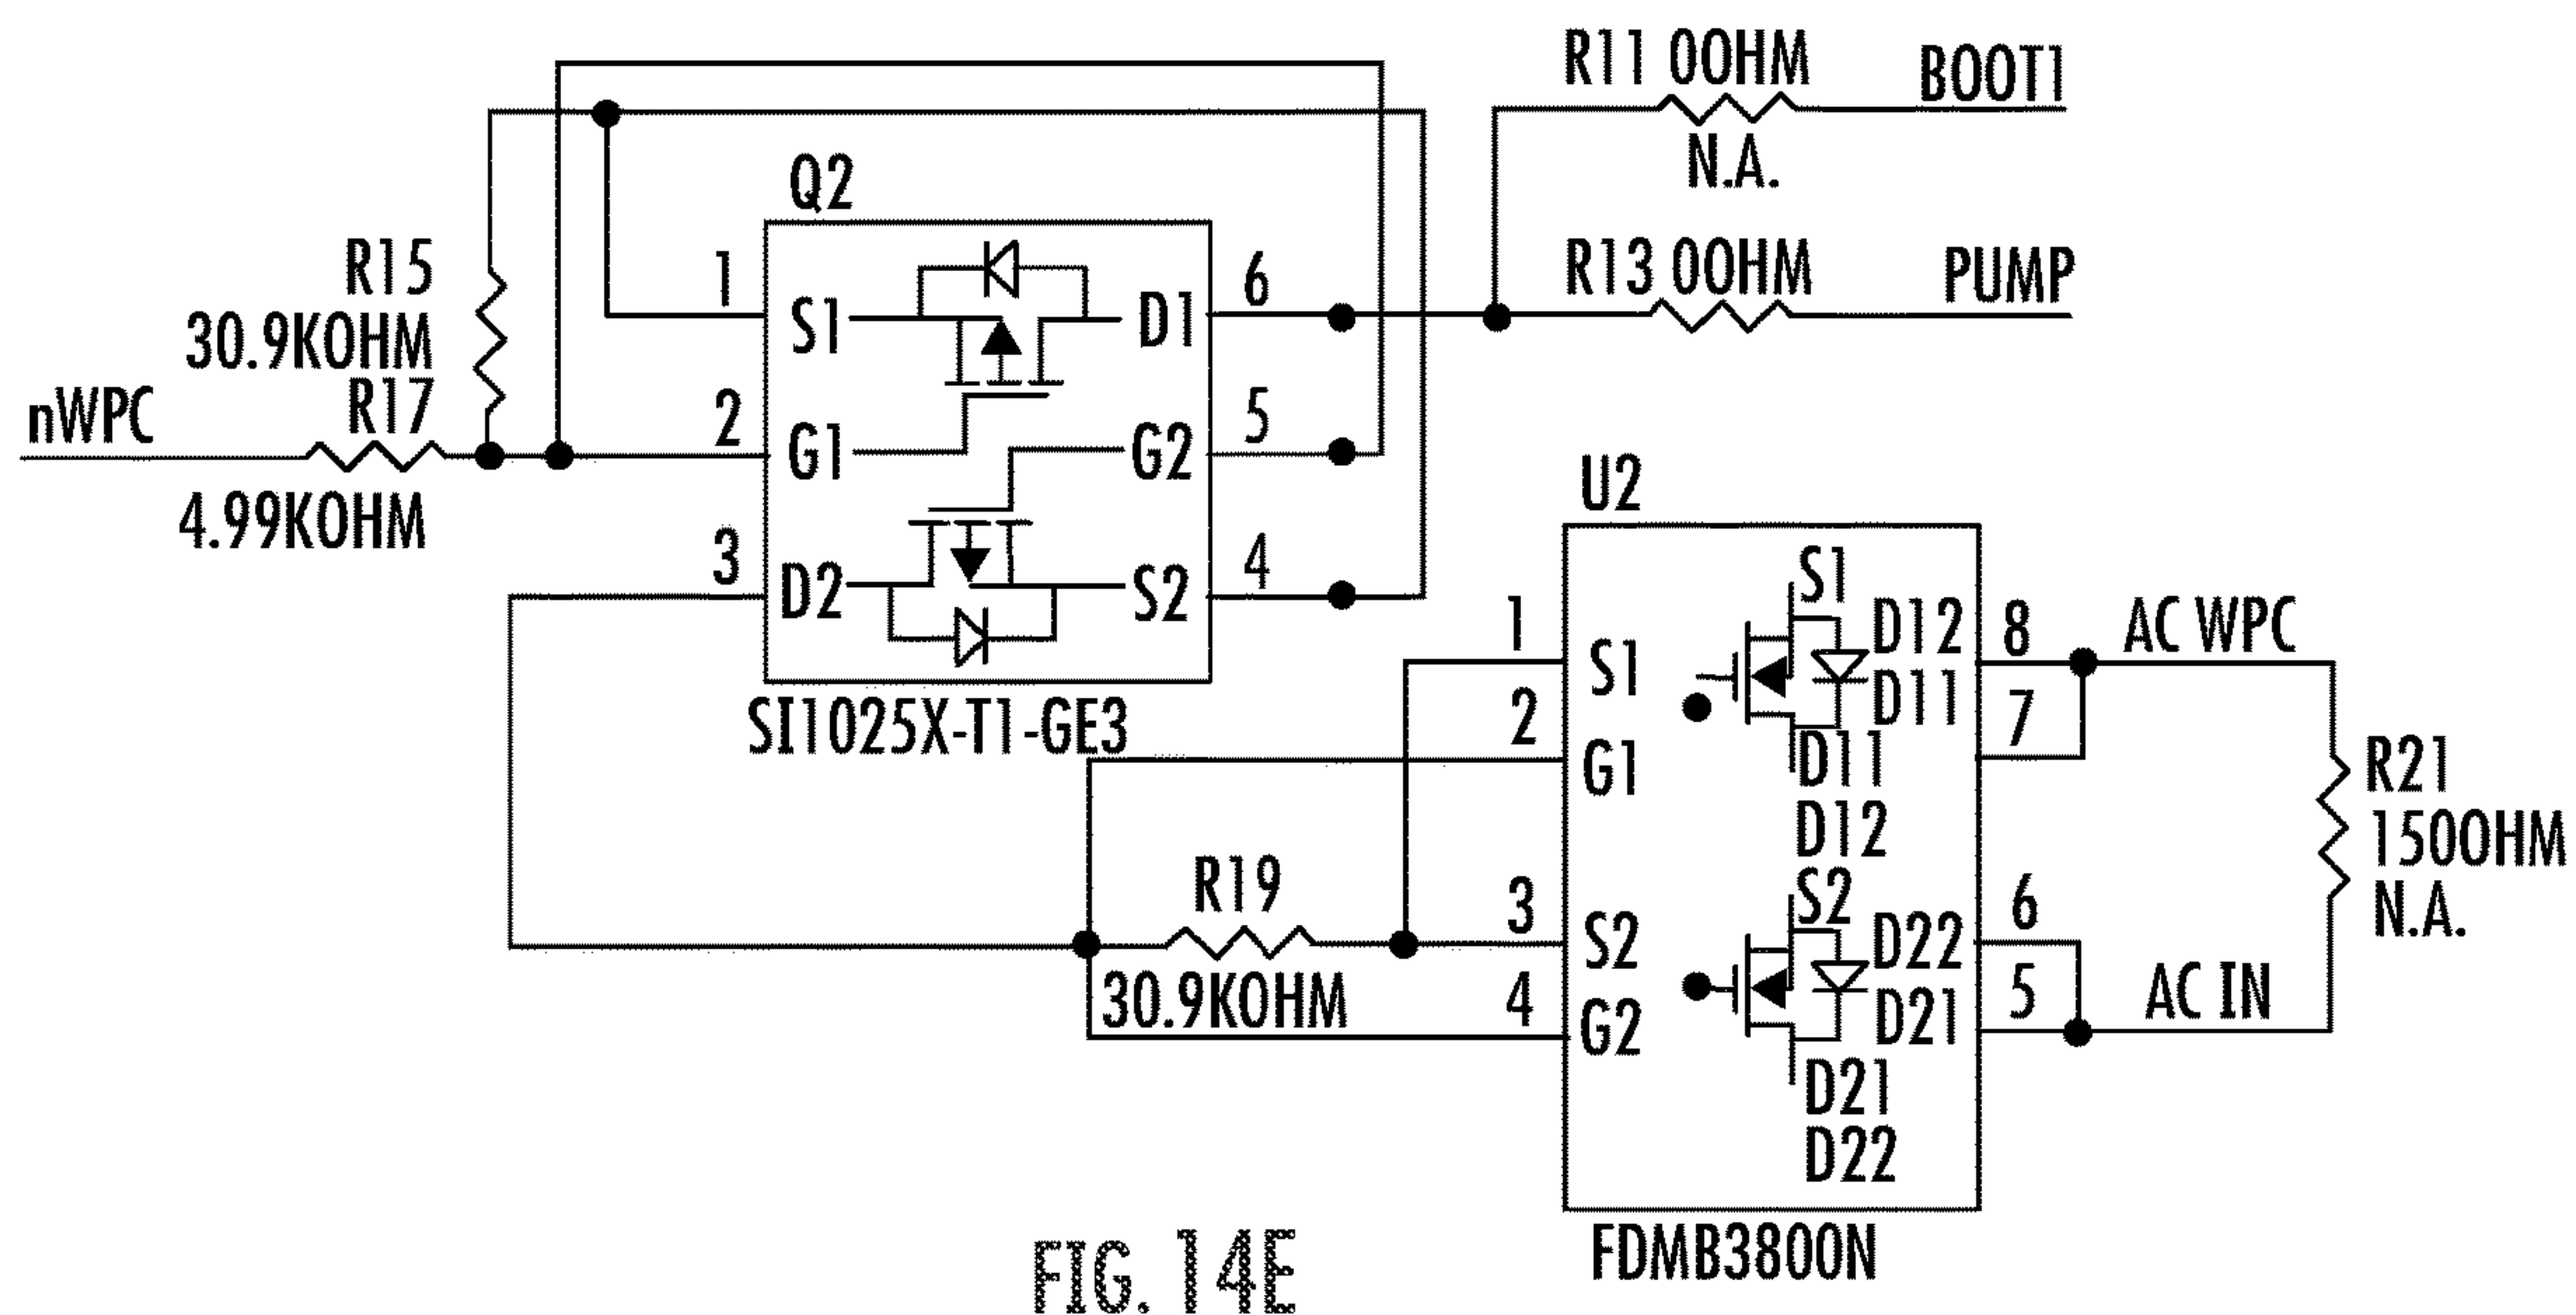 R11 0OHM
BOOT1
N.A.
Q2
R13 0OHM
PUMP
R15
30.9KOHM
nWPC
R17
4.99KOHM
1
S1
D1
6
2
G1
G2
5
3
D2
S2
4
SI1025X-T1-GE3
U2
1
S1
S1
D12
8
AC WPC
2
G1
D11
D11
7
D12
R21
150OHM
N.A.
R19
30.9KOHM
3
S2
S2
D22
6
4
G2
D21
5
AC IN
D21
D22
FDMB3800N
FIG. 14E